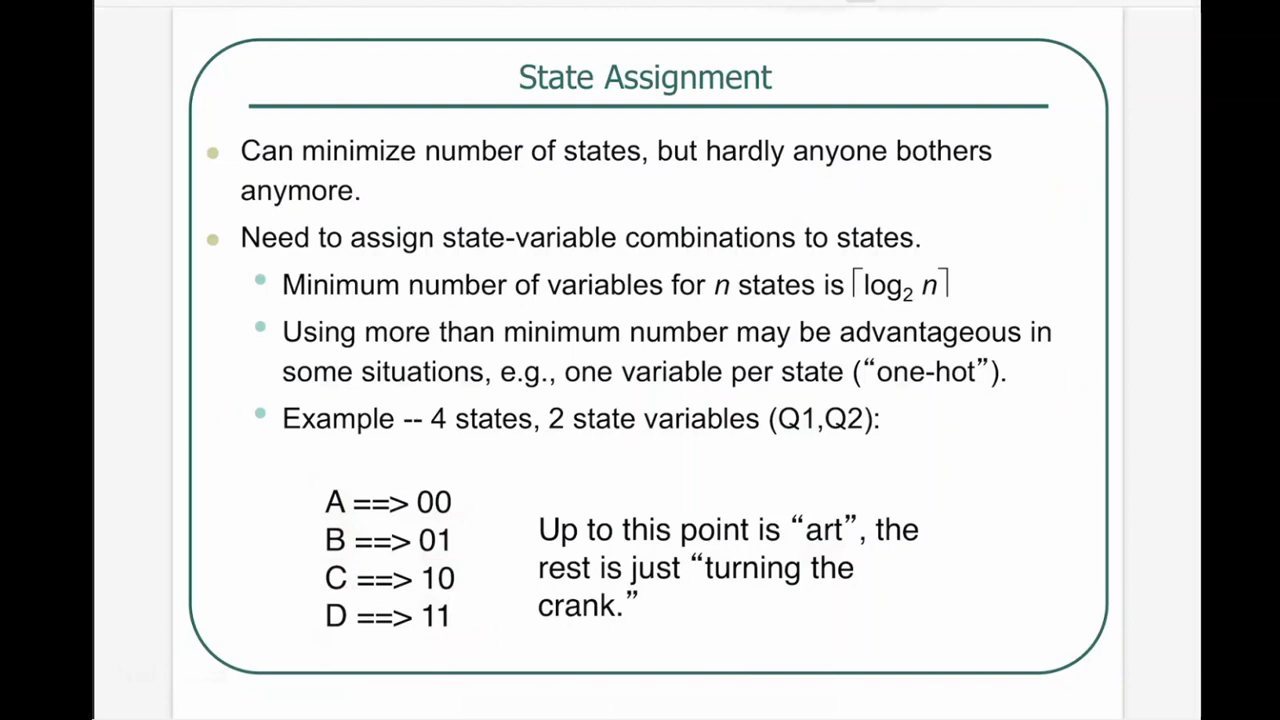 State Assignment
Can minimize number of states, but hardly anyone bothers
anymore.
Need to assign state-variable combinations to states.
Minimum number of variables for n states is ⌈log₂ n⌉
Using more than minimum number may be advantageous in
some situations, e.g., one variable per state (“one-hot”).
Example -- 4 states, 2 state variables (Q1,Q2):
A ==> 00
B ==> 01
C ==> 10
D ==> 11
Up to this point is “art”, the
rest is just “turning the
crank.”